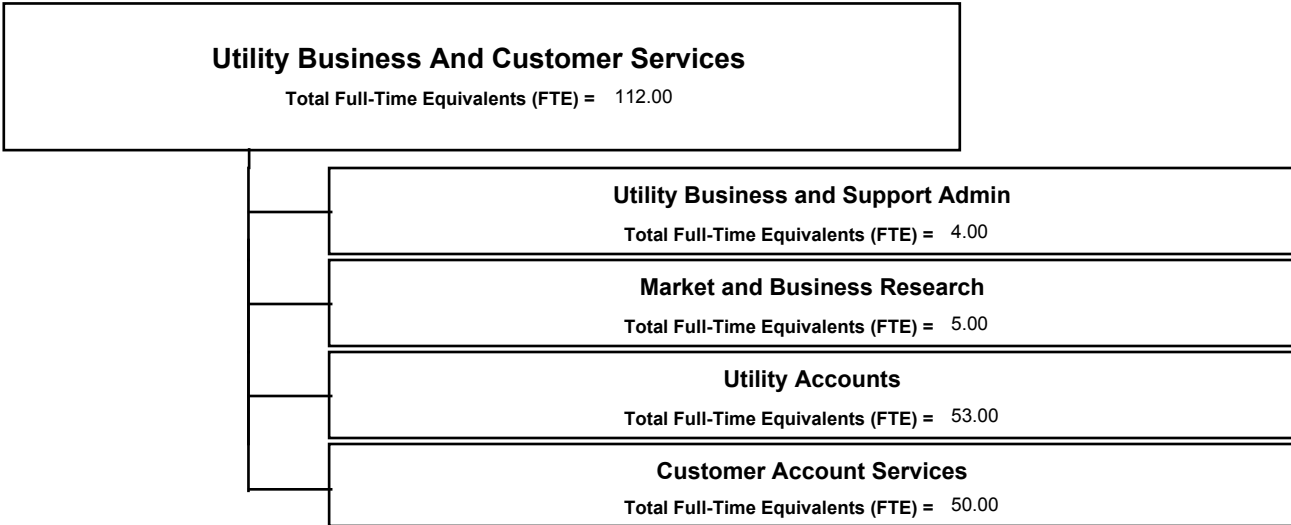 Utility Business And Customer Services
Total Full-Time Equivalents (FTE) = 112.00
Utility Business and Support Admin
Total Full-Time Equivalents (FTE) = 4.00
Market and Business Research
Total Full-Time Equivalents (FTE) = 5.00
Utility Accounts
Total Full-Time Equivalents (FTE) = 53.00
Customer Account Services
Total Full-Time Equivalents (FTE) = 50.00